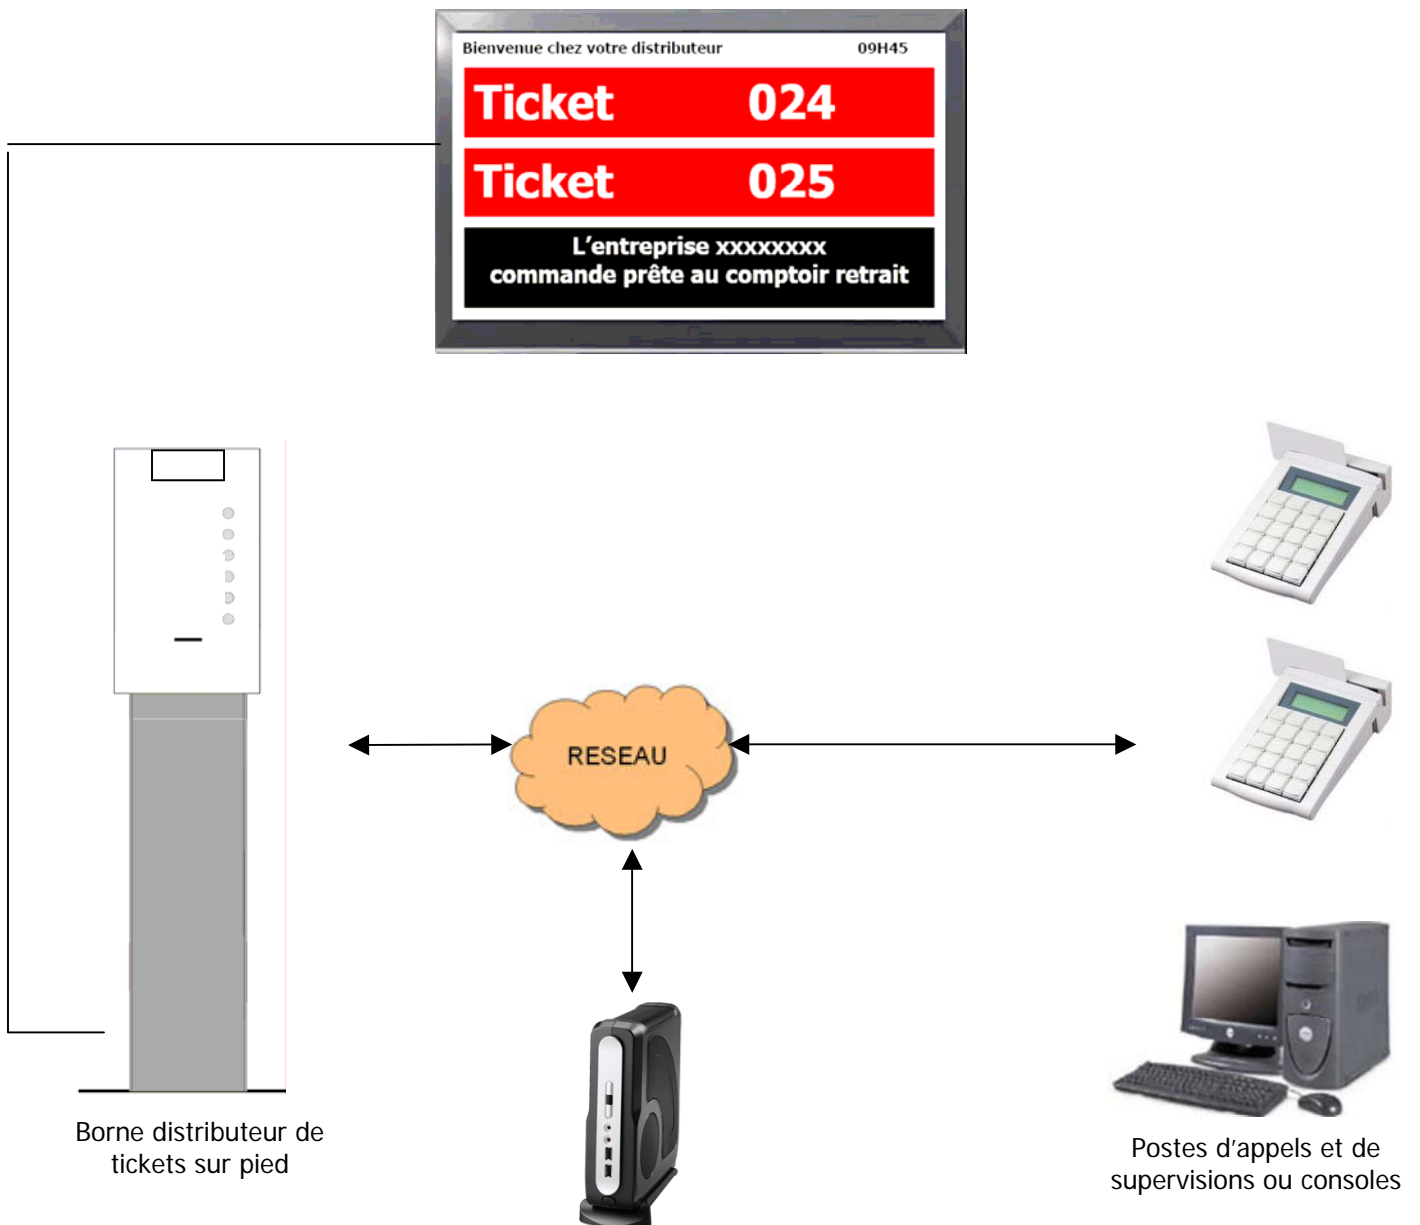 Bienvenue chez votre distributeur 09H45
Ticket 024
Ticket 025
L'entreprise xxxxxxxx
commande prête au comptoir retrait
RESEAU
Borne distributeur de
tickets sur pied
Postes d'appels et de
supervisions ou consoles